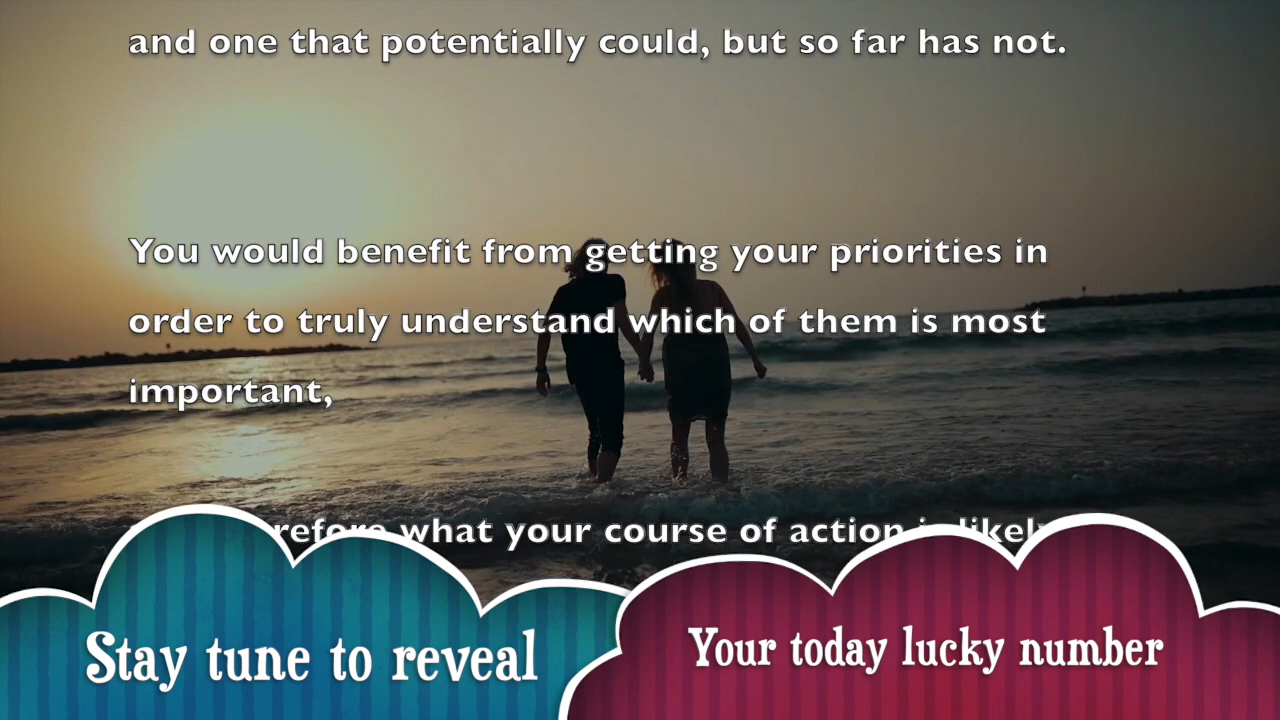 and one that potentially could, but so far has not.
You would benefit from getting your priorities in
order to truly understand which of them is most
important,
what your course of action
Stay tune to reveal
Your today lucky number